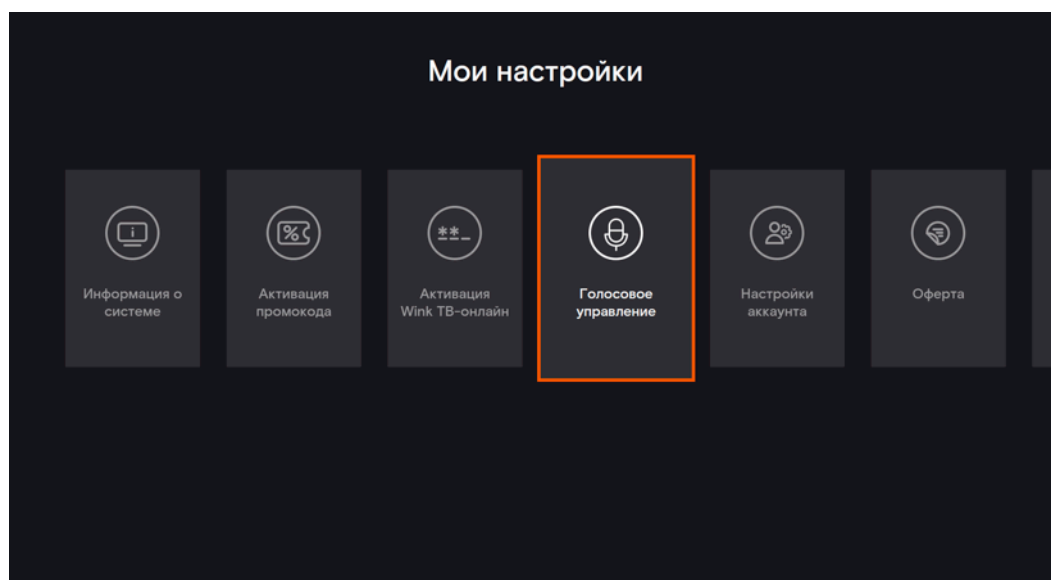 Мои настройки
Информация о
системе
Активация
промокода
Активация
Wink ТВ-онлайн
Голосовое
управление
Настройки
аккаунта
Оферта